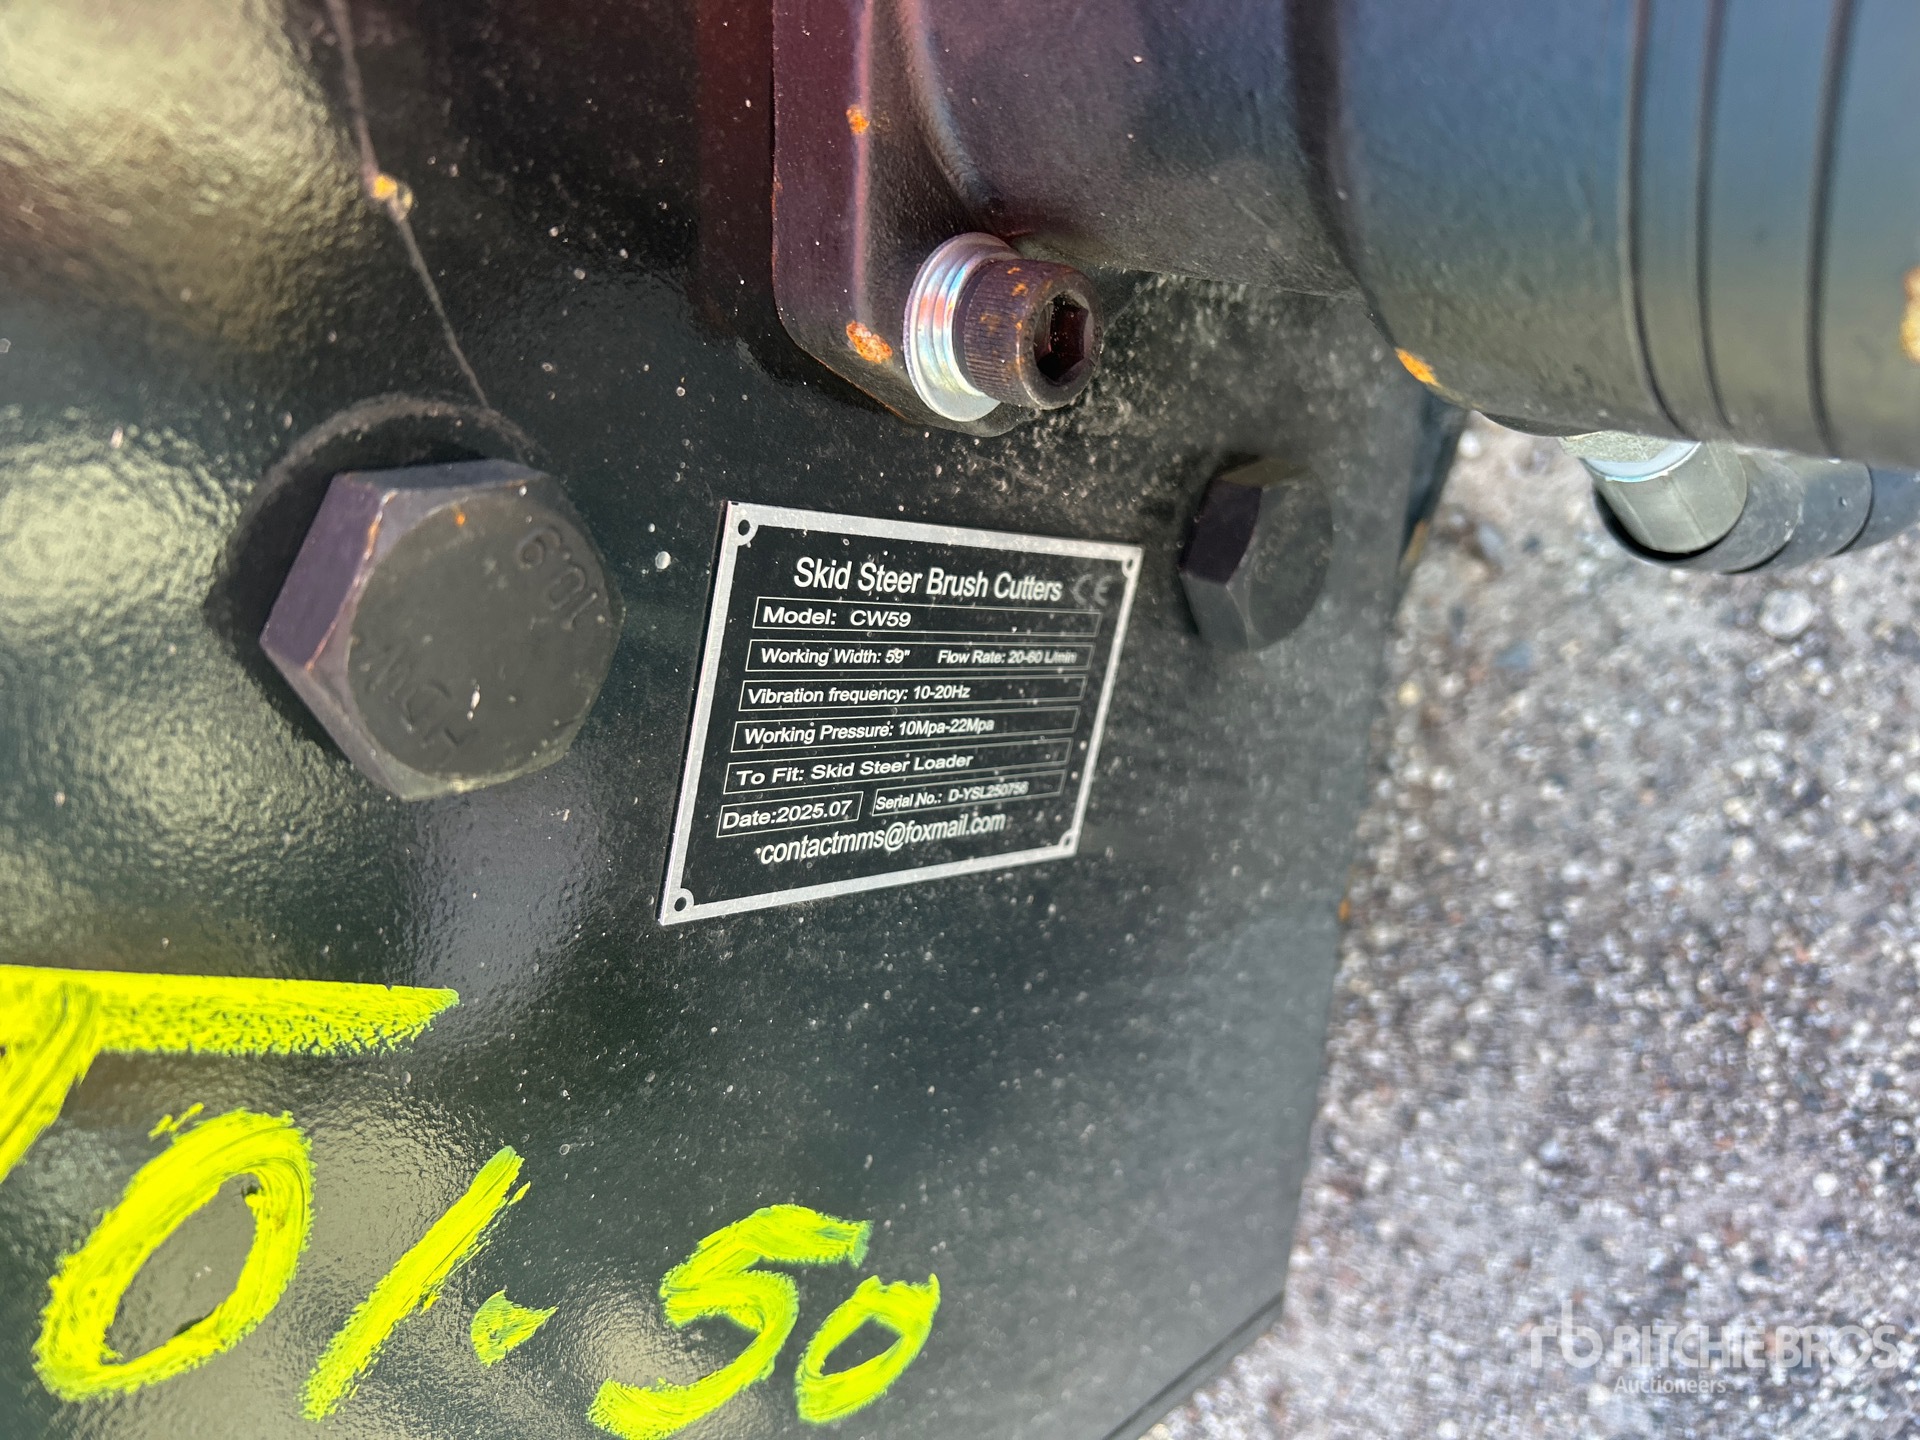 10.9
Skid Steer Brush Cutters CE
Model: CW59
Working Width: 59" Flow Rate: 20-60 L/min
Vibration frequency: 10-20Hz
Working Pressure: 10Mpa-22Mpa
To Fit: Skid Steer Loader
Date:2025.07 Serial No.: D-YSL250756
contactmms@foxmail.com
01.50
rb RITCHIE BROS
Auctioneers